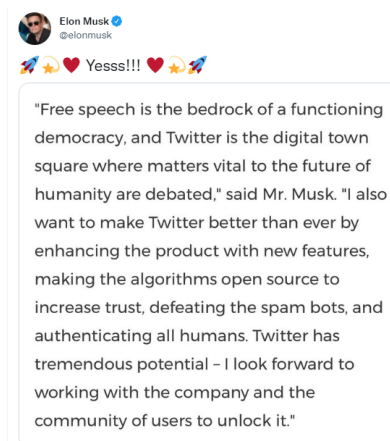 Elon Musk
@elonmusk
🚀💫♥ Yesss!!! ♥💫🚀
"Free speech is the bedrock of a functioning
democracy, and Twitter is the digital town
square where matters vital to the future of
humanity are debated," said Mr. Musk. "I also
want to make Twitter better than ever by
enhancing the product with new features,
making the algorithms open source to
increase trust, defeating the spam bots, and
authenticating all humans. Twitter has
tremendous potential – I look forward to
working with the company and the
community of users to unlock it."